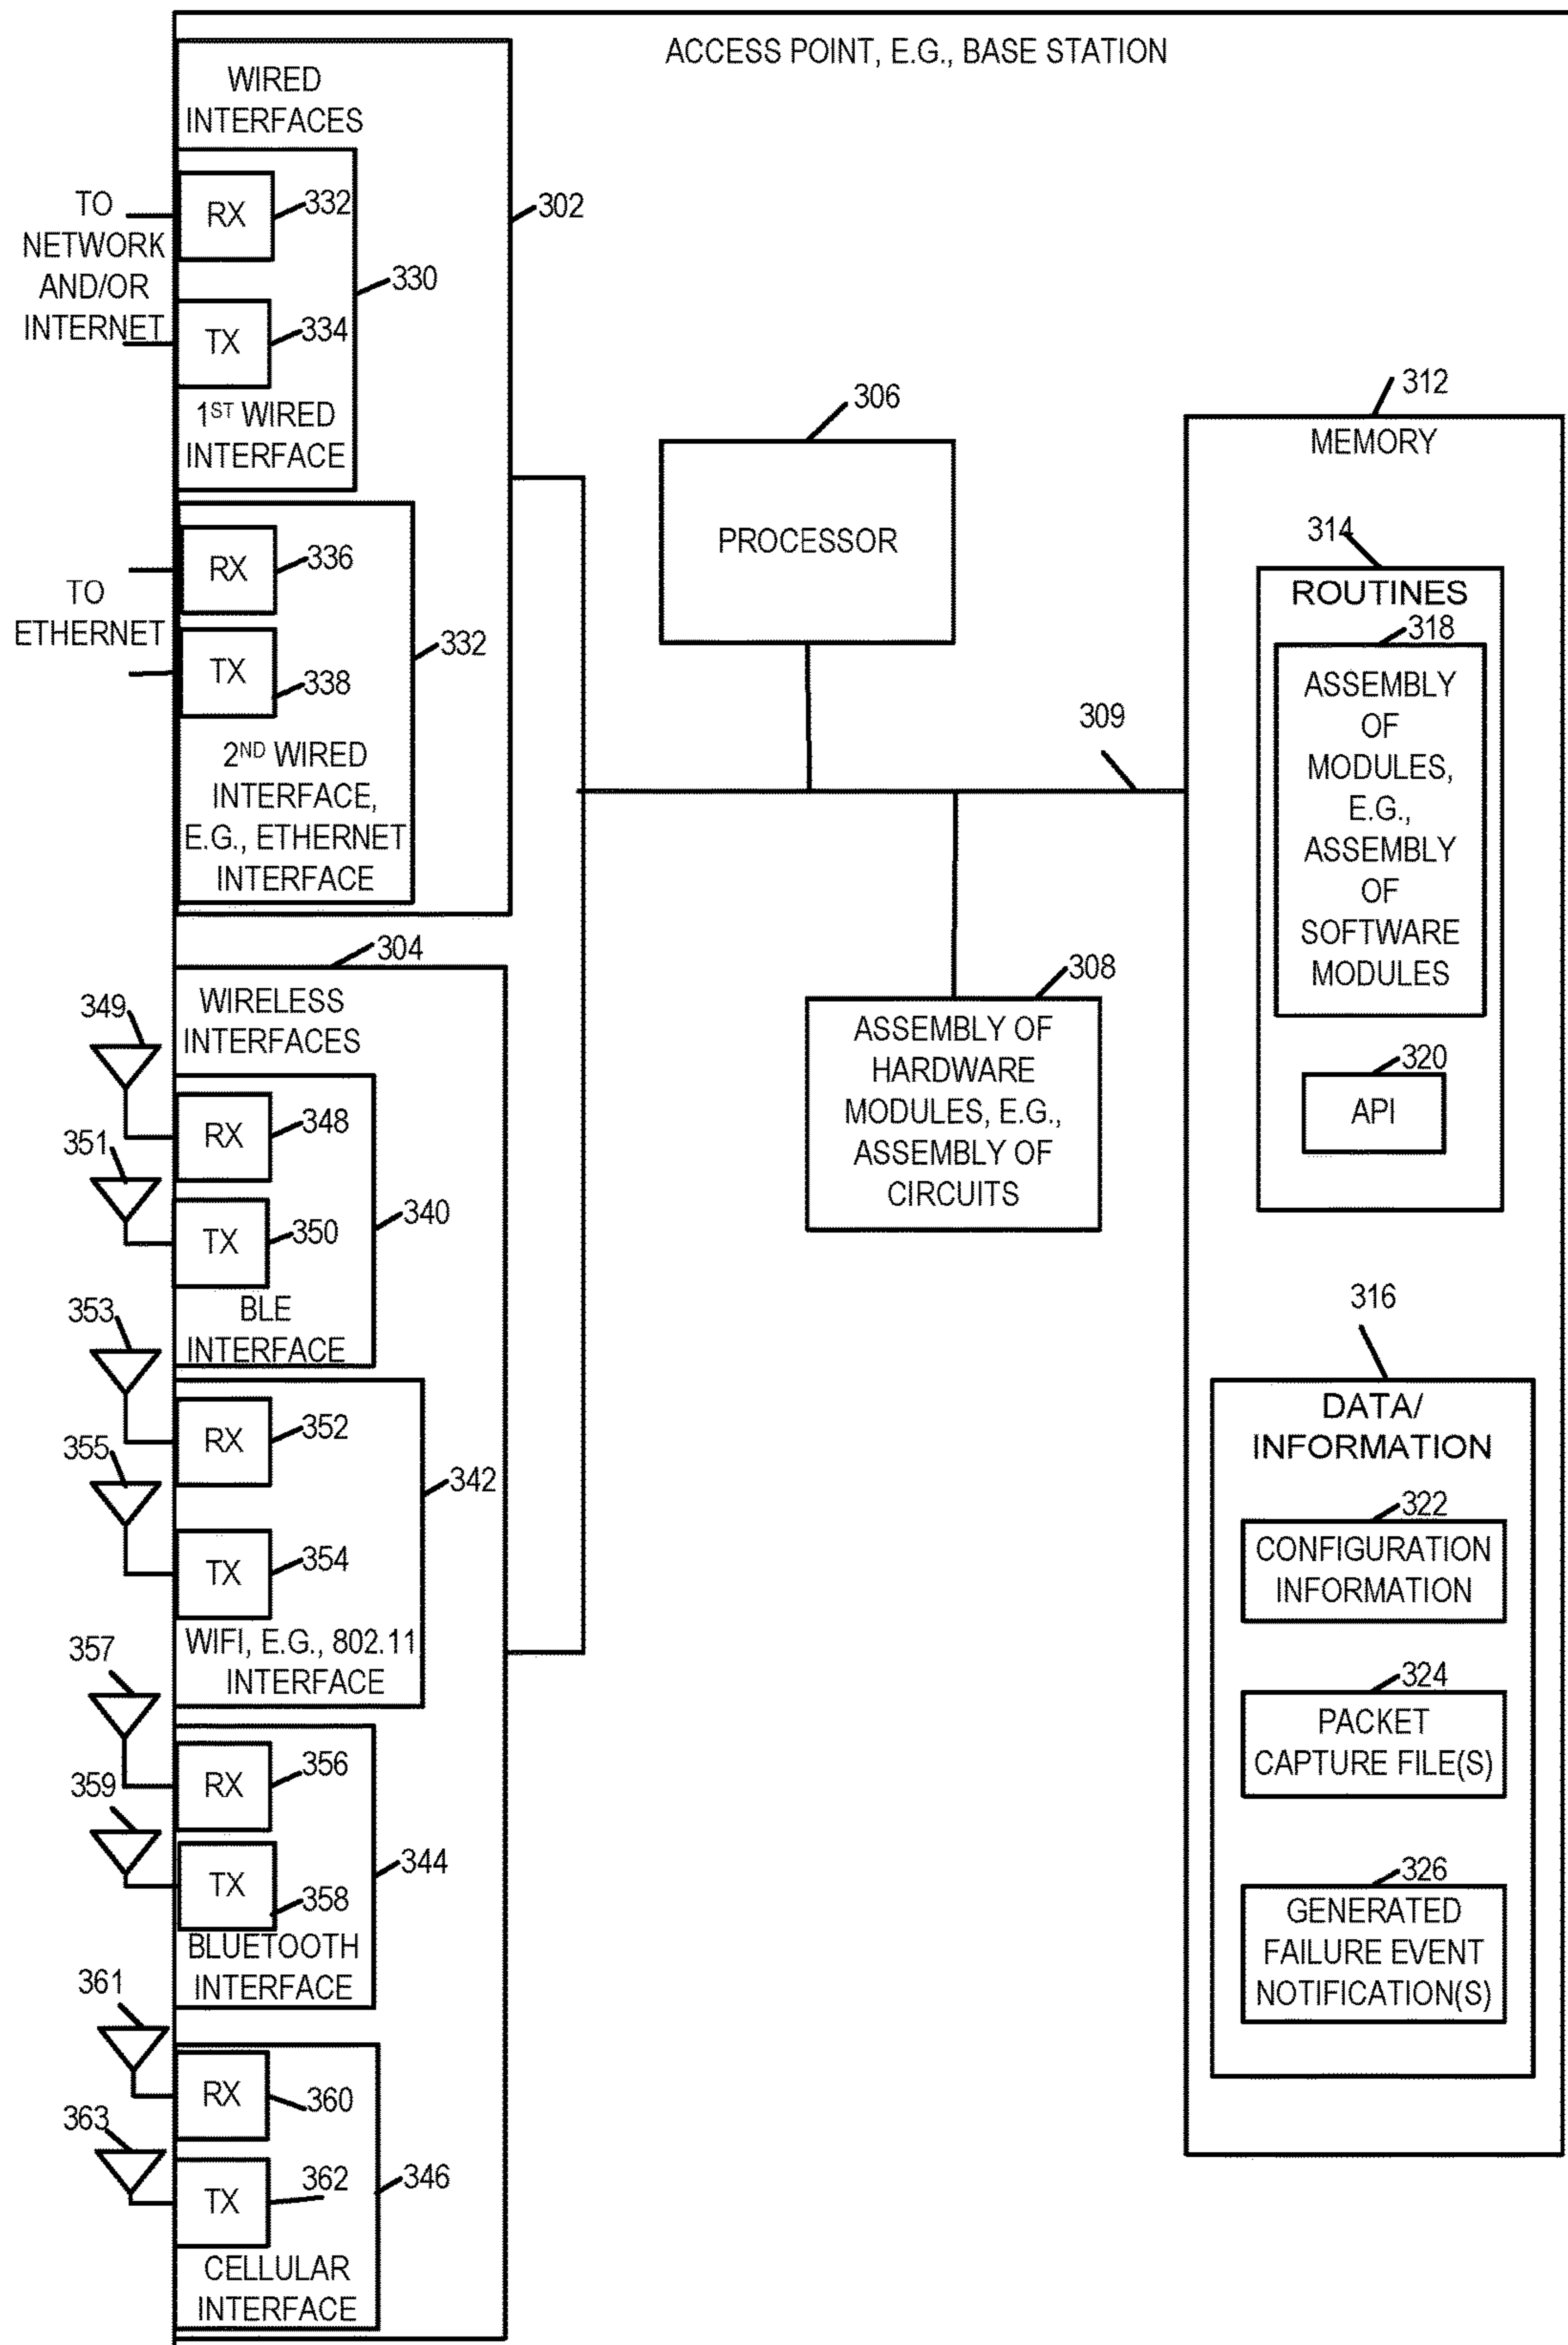 ACCESS POINT, E.G., BASE STATION
WIRED
INTERFACES
TO
NETWORK
AND/OR
INTERNET
RX
332
TX
334
1ST WIRED
INTERFACE
330
302
TO
ETHERNET
RX
336
TX
338
2ND WIRED
INTERFACE,
E.G., ETHERNET
INTERFACE
332
304
WIRELESS
INTERFACES
349
RX
348
351
TX
350
BLE
INTERFACE
340
353
RX
352
355
TX
354
WIFI, E.G., 802.11
INTERFACE
342
357
RX
356
359
TX
358
BLUETOOTH
INTERFACE
344
361
RX
360
363
TX
362
CELLULAR
INTERFACE
346
306
PROCESSOR
309
308
ASSEMBLY OF
HARDWARE
MODULES, E.G.,
ASSEMBLY OF
CIRCUITS
312
MEMORY
314
ROUTINES
318
ASSEMBLY
OF
MODULES,
E.G.,
ASSEMBLY
OF
SOFTWARE
MODULES
320
API
316
DATA/
INFORMATION
322
CONFIGURATION
INFORMATION
324
PACKET
CAPTURE FILE(S)
326
GENERATED
FAILURE EVENT
NOTIFICATION(S)